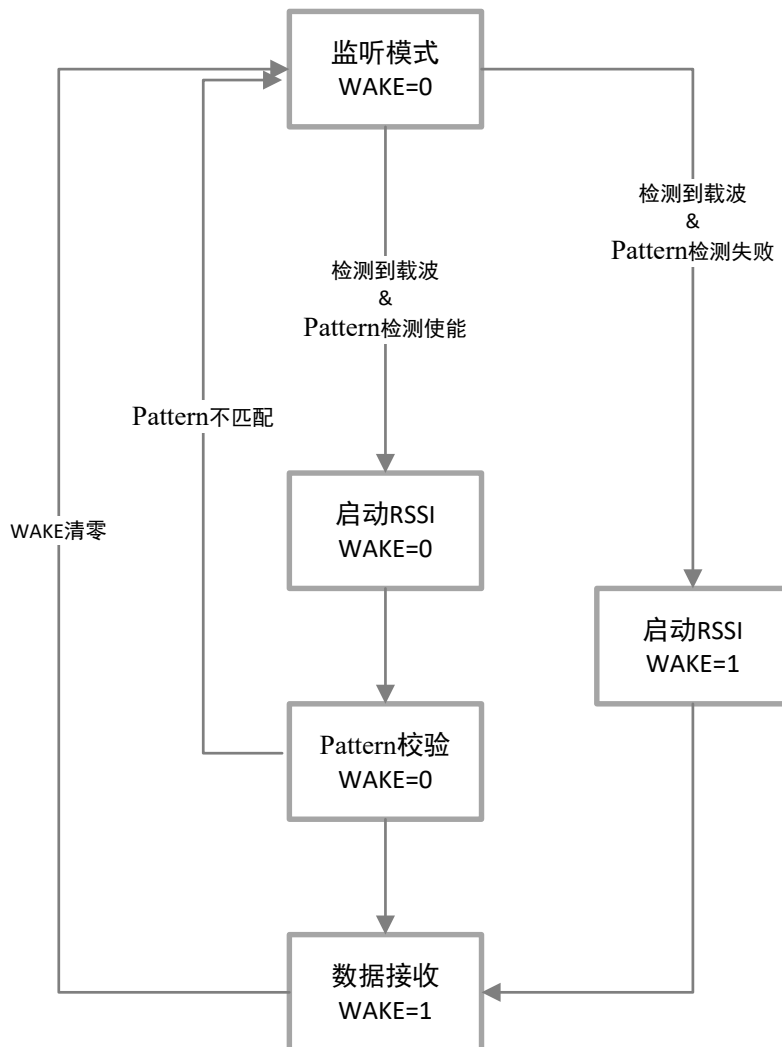 监听模式
WAKE=0
检测到载波
&
Pattern检测失败
检测到载波
&
Pattern检测使能
Pattern不匹配
WAKE清零
启动RSSI
WAKE=0
启动RSSI
WAKE=1
Pattern校验
WAKE=0
数据接收
WAKE=1